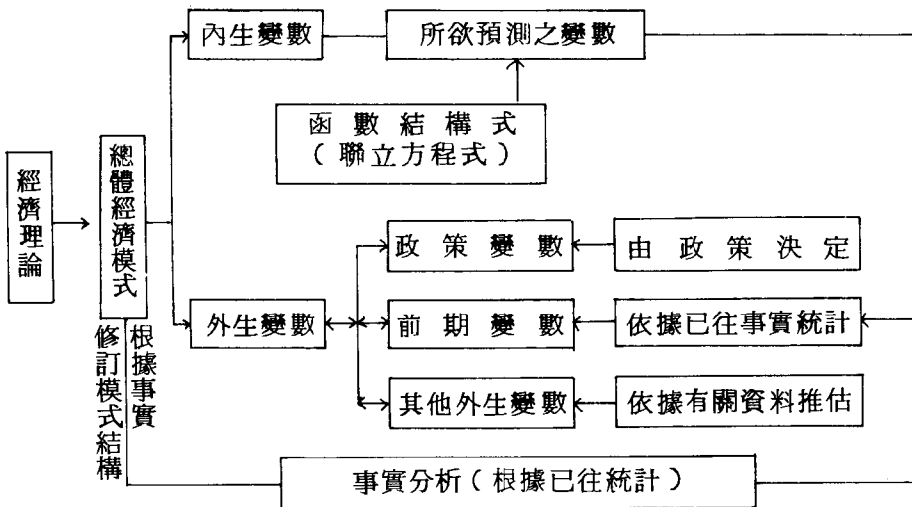 內生變數
所欲預測之變數
函數結構式
(聯立方程式)
經濟理論
總體經濟模式
政策變數
由政策決定
外生變數
前期變數
依據已往事實統計
其他外生變數
依據有關資料推估
根據事實
修訂模式結構
事實分析(根據已往統計)